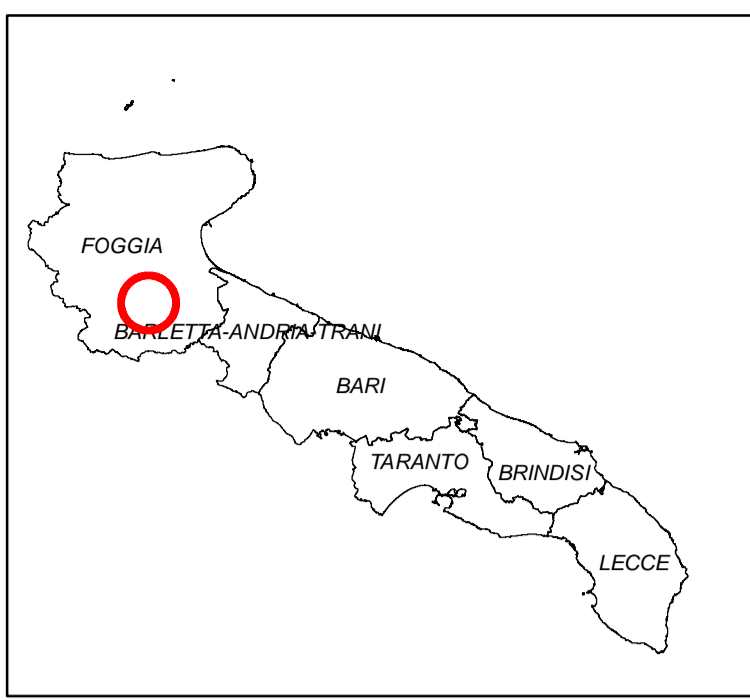 FOGGIA
BARLETTA-ANDRIA-TRANI
BARI
TARANTO
BRINDISI
LECCE